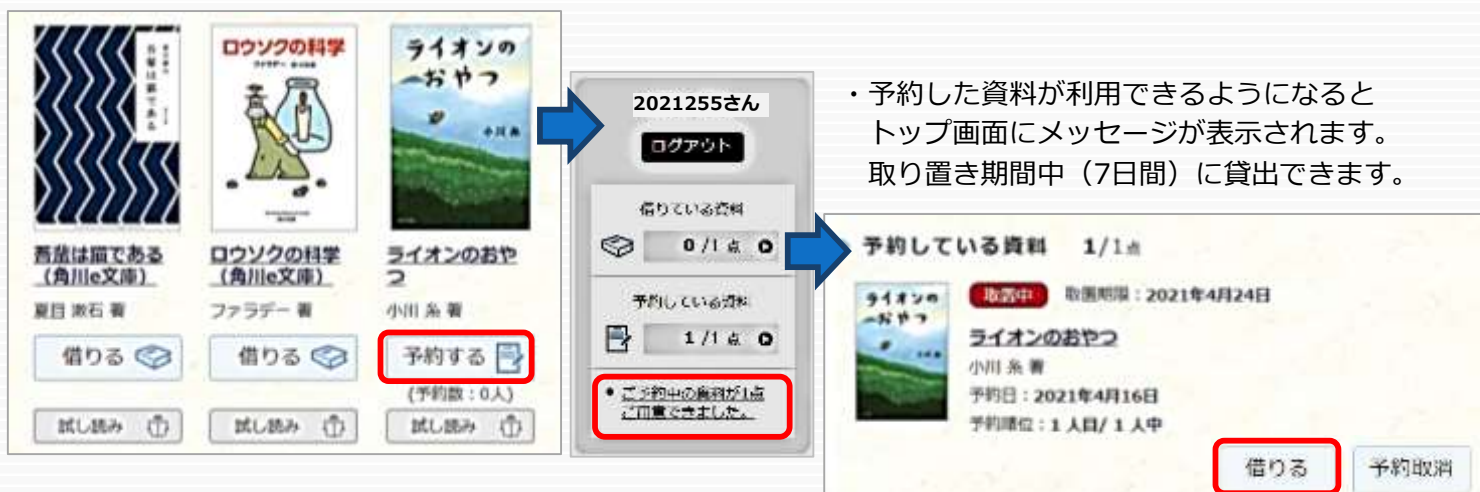 吾輩は猫である
ロウソクの科学
ファラデー 著
ライオンの
おやつ
小川 糸
吾輩は猫である
(角川e文庫)
夏目 漱石 著
借りる
試し読み
ロウソクの科学
(角川e文庫)
ファラデー 著
借りる
試し読み
ライオンのおや
つ
小川 糸 著
予約する
(予約数：0人)
試し読み
2021255さん
ログアウト
借りている資料
0/1 点
予約している資料
1/1 点
• ご予約中の資料が1点
ご用意できました。
・予約した資料が利用できるようになると
トップ画面にメッセージが表示されます。
取り置き期間中（7日間）に貸出できます。
予約している資料 1/1点
ライオンの
おやつ
取置中 取置期限：2021年4月24日
ライオンのおやつ
小川 糸 著
予約日：2021年4月16日
予約順位：1人目/1人中
借りる 予約取消